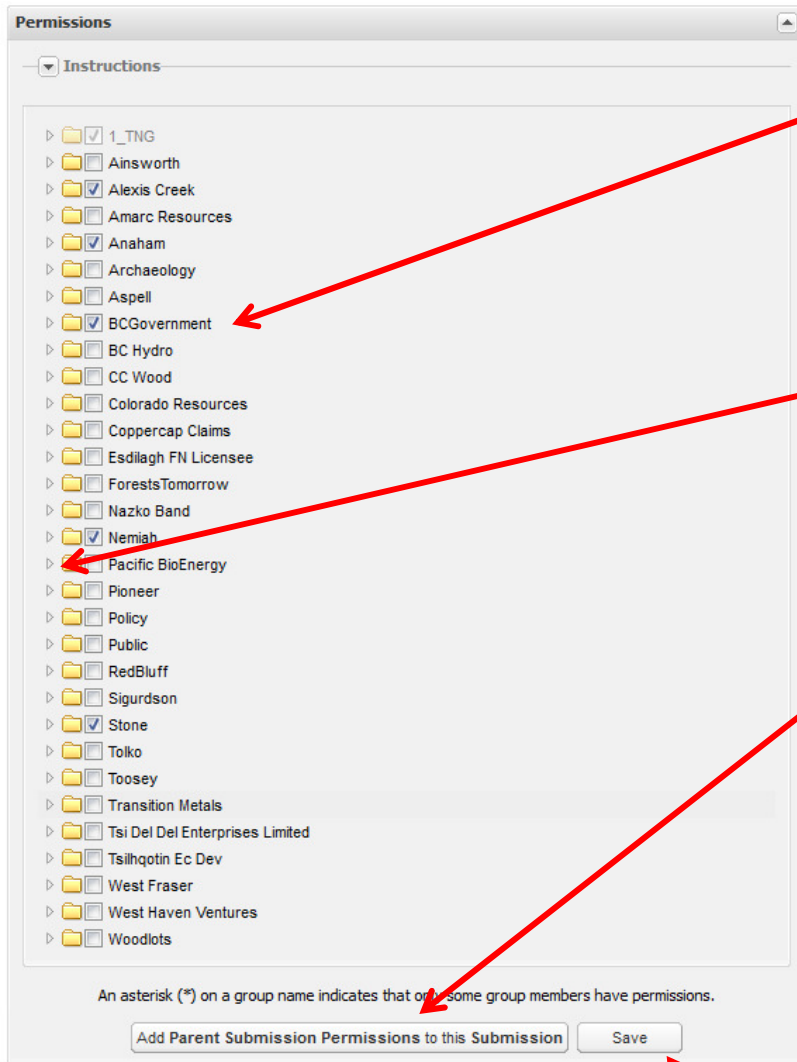 Permissions
Instructions
1_TNG
Ainsworth
Alexis Creek
Amarc Resources
Anaham
Archaeology
Aspell
BCGovernment
BC Hydro
CC Wood
Colorado Resources
Coppercap Claims
Esdilagh FN Licensee
ForestsTomorrow
Nazko Band
Nemiah
Pacific BioEnergy
Pioneer
Policy
Public
RedBluff
Sigurdson
Stone
Tolko
Toosey
Transition Metals
Tsi Del Del Enterprises Limited
Tsilhqotin Ec Dev
West Fraser
West Haven Ventures
Woodlots
An asterisk (*) on a group name indicates that only some group members have permissions.
Add Parent Submission Permissions to this Submission Save